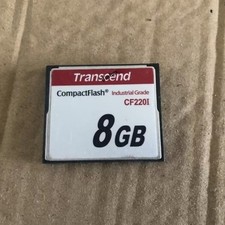 Transcend
CompactFlash® Industrial Grade
CF220I
8GB